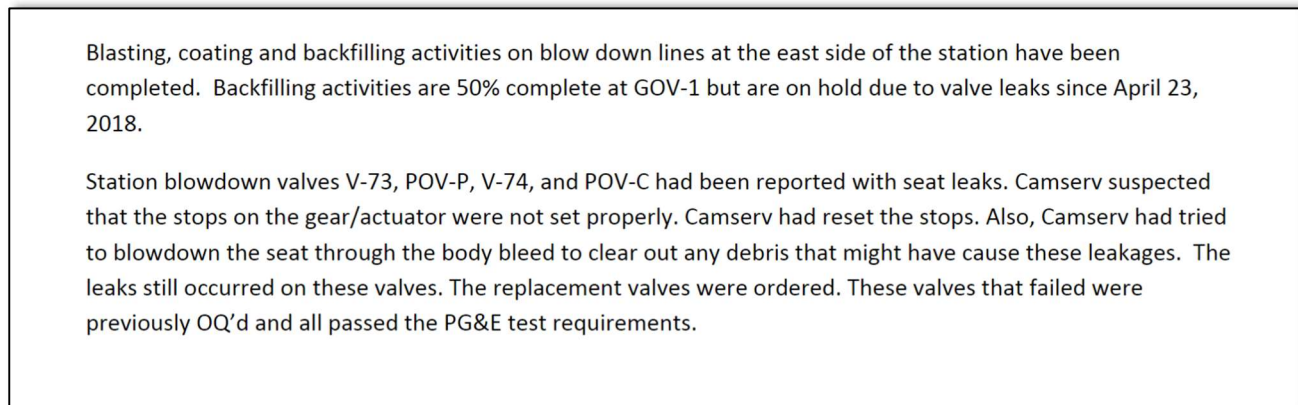 Blasting, coating and backfilling activities on blow down lines at the east side of the station have been
completed.  Backfilling activities are 50% complete at GOV-1 but are on hold due to valve leaks since April 23,
2018.
Station blowdown valves V-73, POV-P, V-74, and POV-C had been reported with seat leaks. Camserv suspected
that the stops on the gear/actuator were not set properly. Camserv had reset the stops. Also, Camserv had tried
to blowdown the seat through the body bleed to clear out any debris that might have cause these leakages.  The
leaks still occurred on these valves. The replacement valves were ordered. These valves that failed were
previously OQ’d and all passed the PG&E test requirements.